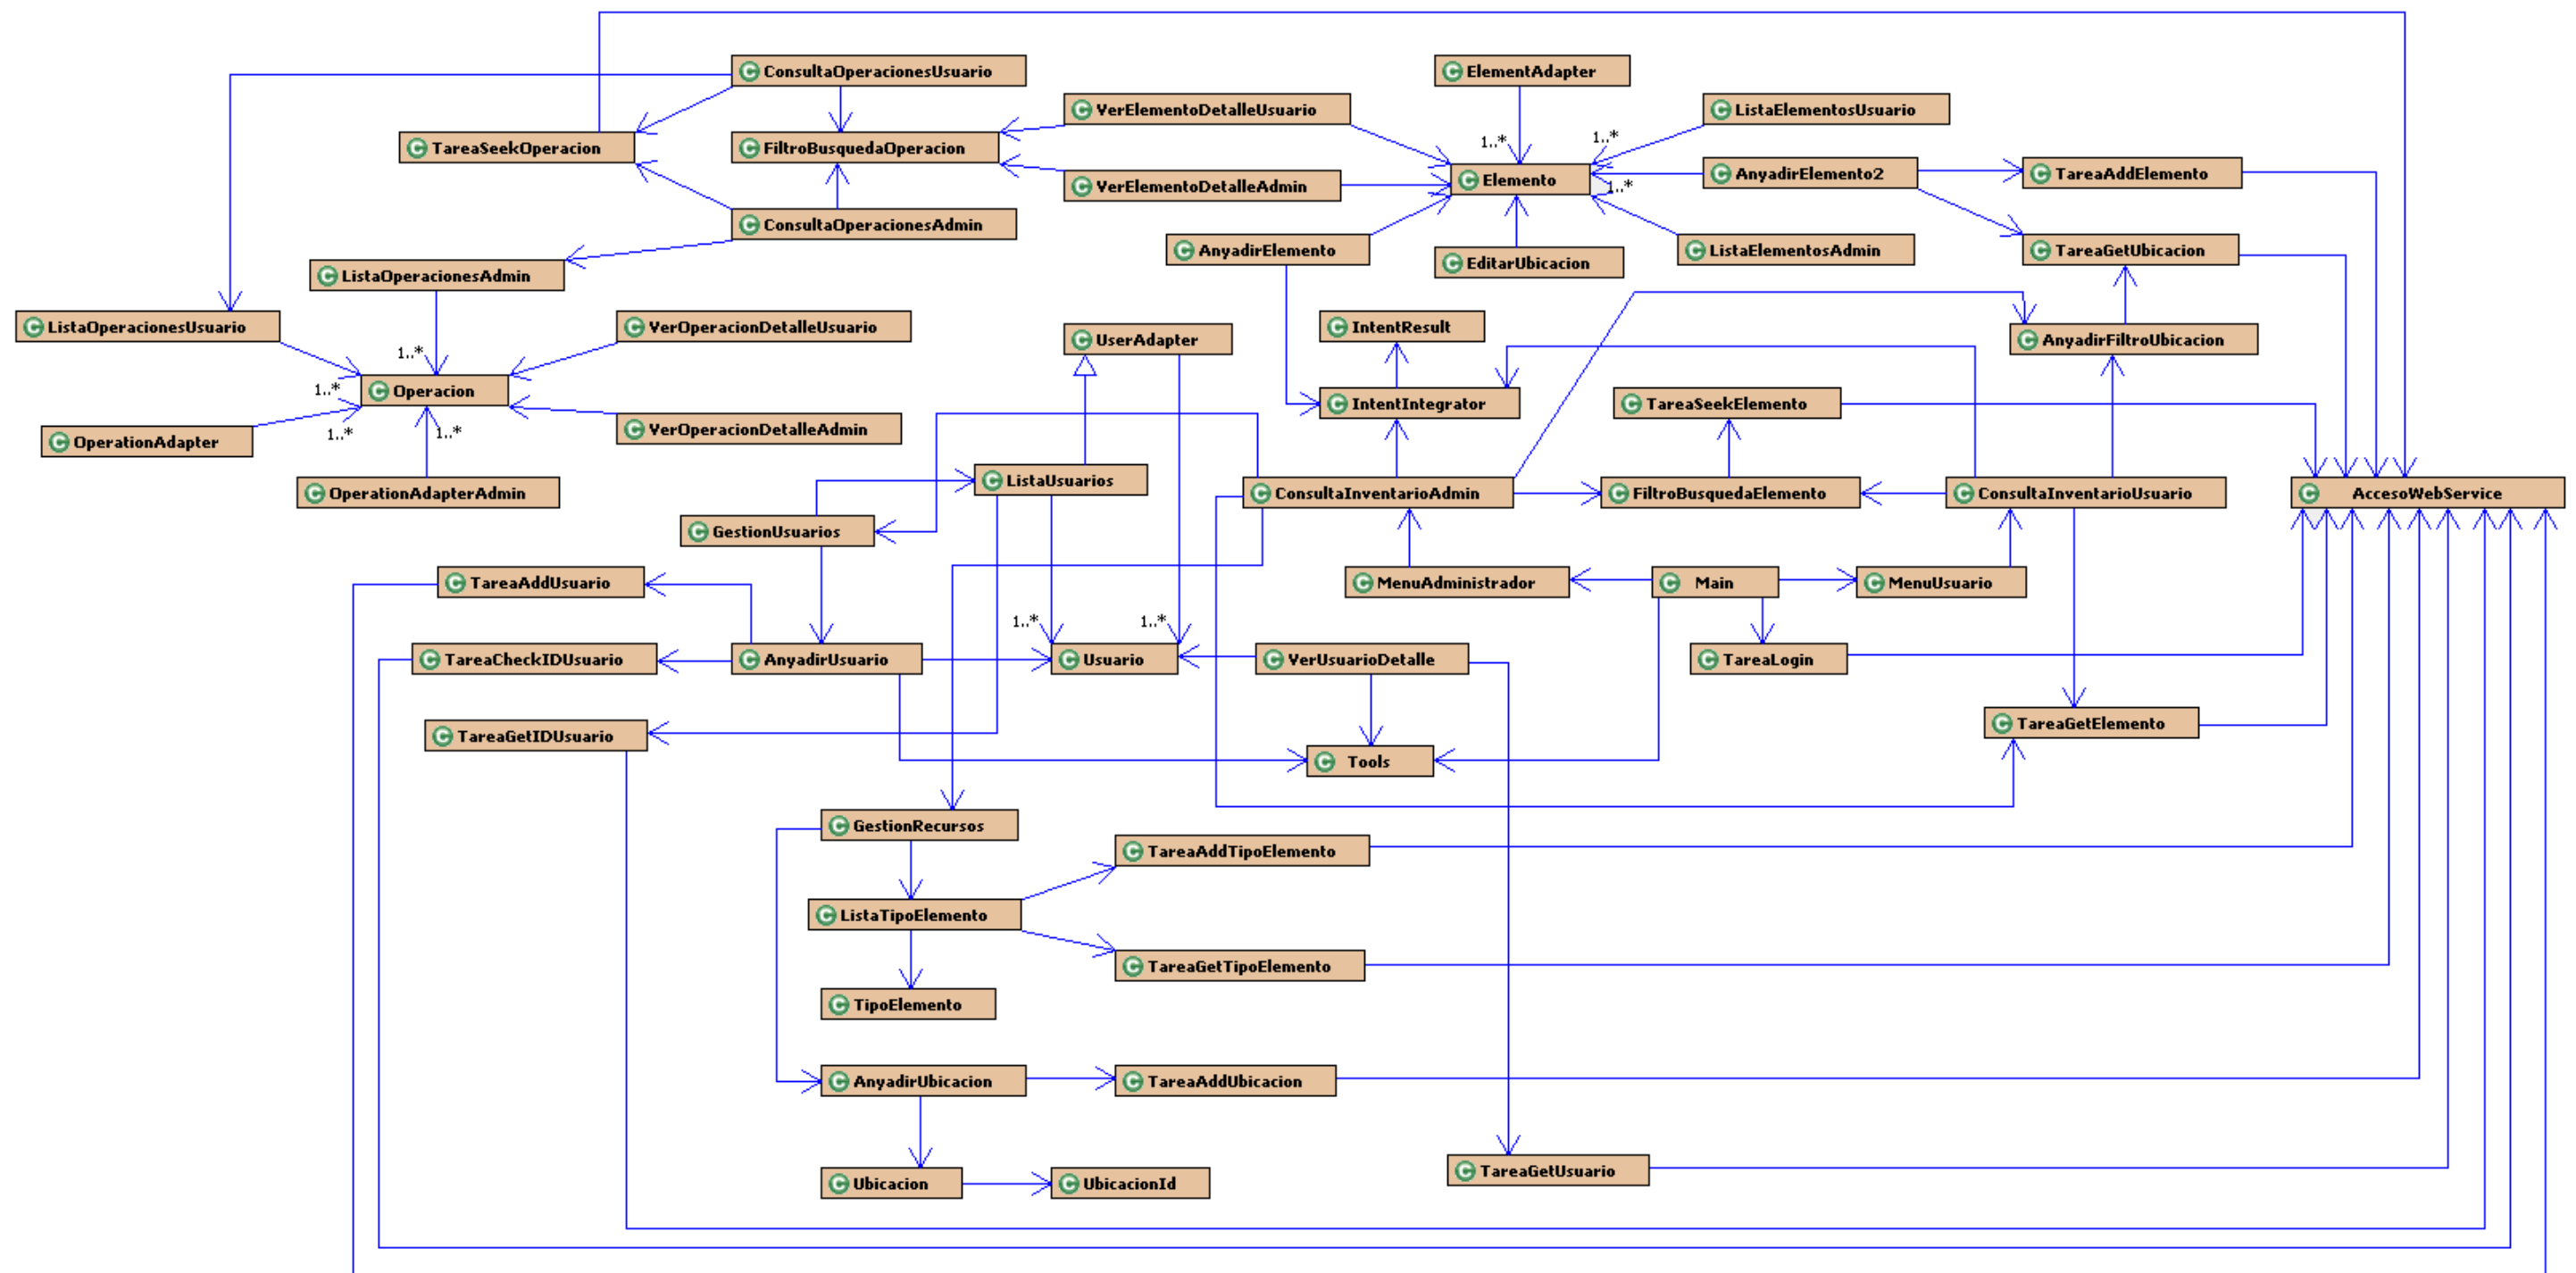 ConsultaOperacionesUsuario
ElementAdapter
VerElementoDetalleUsuario
ListaElementosUsuario
TareaSeekOperacion
FiltroBusquedaOperacion
1..*
1..*
VerElementoDetalleAdmin
Elemento
1..*
AnyadirElemento2
TareaAddElemento
ConsultaOperacionesAdmin
AnyadirElemento
EditarUbicacion
ListaElementosAdmin
TareaGetUbicacion
ListaOperacionesAdmin
ListaOperacionesUsuario
VerOperacionDetalleUsuario
UserAdapter
IntentResult
AnyadirFiltroUbicacion
1..*
1..*
Operacion
IntentIntegrator
TareaSeekElemento
OperationAdapter
1..*
1..*
VerOperacionDetalleAdmin
OperationAdapterAdmin
ListaUsuarios
ConsultaInventarioAdmin
FiltroBusquedaElemento
ConsultaInventarioUsuario
AccesoWebService
GestionUsuarios
TareaAddUsuario
MenuAdministrador
Main
MenuUsuario
1..*
1..*
TareaCheckIDUsuario
AnyadirUsuario
Usuario
VerUsuarioDetalle
TareaLogin
TareaGetIDUsuario
TareaGetElemento
Tools
GestionRecursos
TareaAddTipoElemento
ListaTipoElemento
TareaGetTipoElemento
TipoElemento
AnyadirUbicacion
TareaAddUbicacion
TareaGetUsuario
Ubicacion
UbicacionId